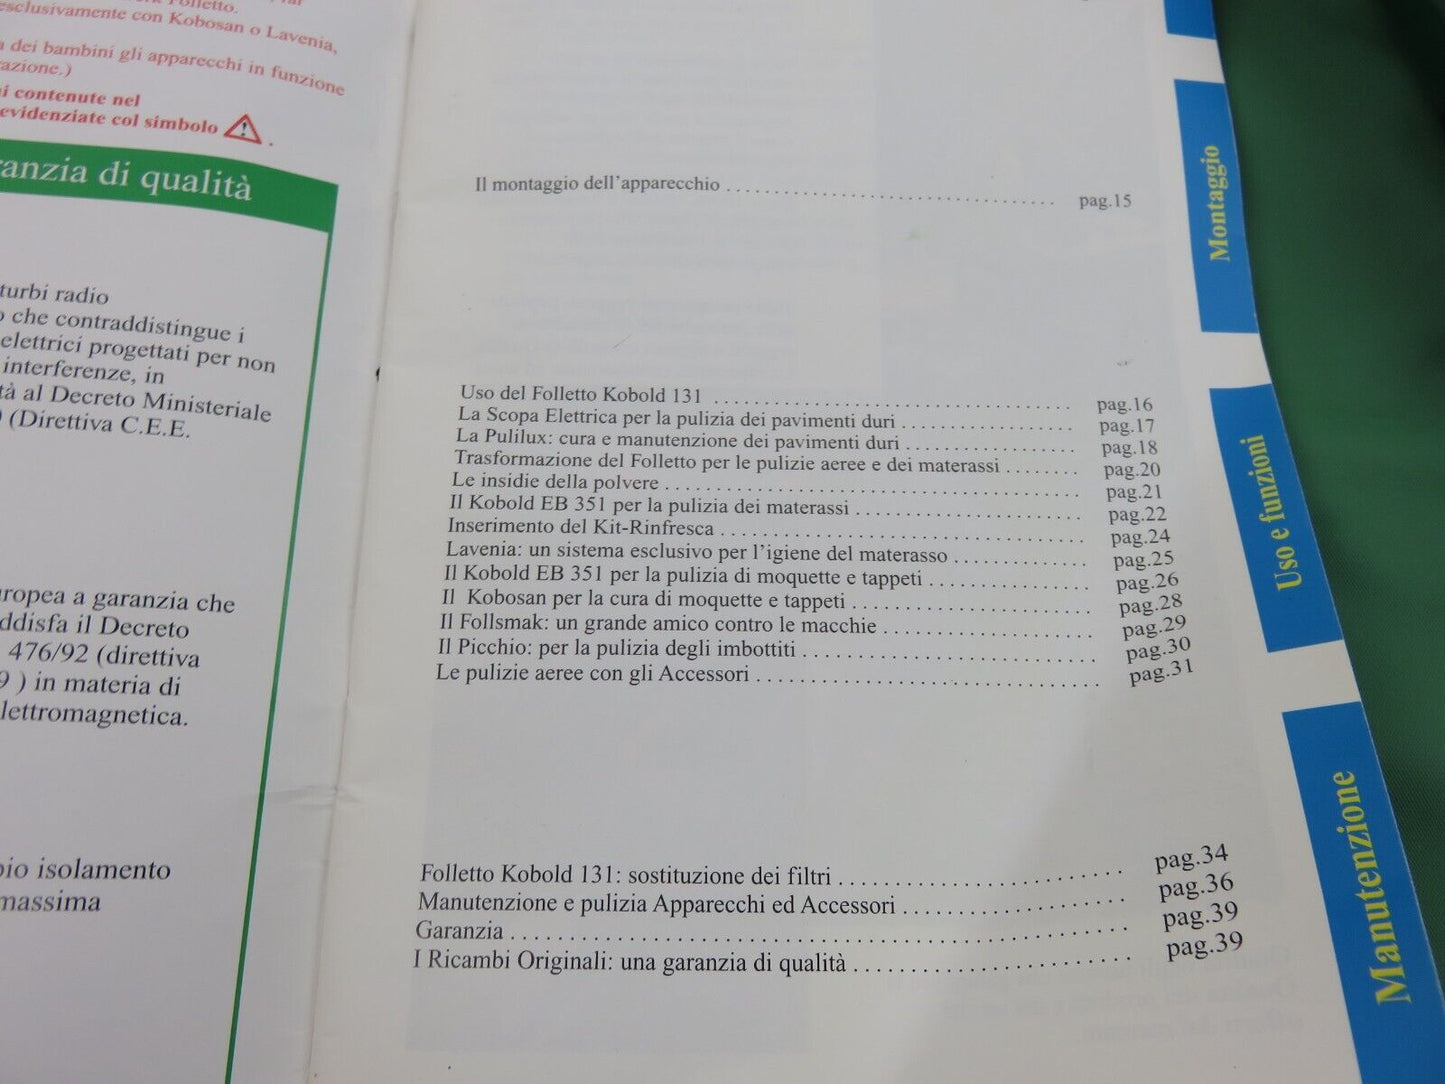 Folletto.
esclusivamente con Kobosan o Lavenia,
dei bambini gli apparecchi in funzione
azione.)
contenute nel
evidenziate col simbolo
anzia di qualità
turbi radio
che contraddistingue i
elettrici progettati per non
interferenze, in
tà al Decreto Ministeriale
(Direttiva C.E.E.
uropea a garanzia che
ddisfa il Decreto
476/92 (direttiva
9 ) in materia di
lettromagnetica.
pio isolamento
massima
Il montaggio dell'apparecchio ........ pag.15
Uso del Folletto Kobold 131 ........ pag.16
La Scopa Elettrica per la pulizia dei pavimenti duri ........ pag.17
La Pulilux: cura e manutenzione dei pavimenti duri ........ pag.18
Trasformazione del Folletto per le pulizie aeree e dei materassi ........ pag.20
Le insidie della polvere ........ pag.21
Il Kobold EB 351 per la pulizia dei materassi ........ pag.22
Inserimento del Kit-Rinfresca ........ pag.24
Lavenia: un sistema esclusivo per l'igiene del materasso ........ pag.25
Il Kobold EB 351 per la pulizia di moquette e tappeti ........ pag.26
Il Kobosan per la cura di moquette e tappeti ........ pag.28
Il Follsmak: un grande amico contro le macchie ........ pag.29
Il Picchio: per la pulizia degli imbottiti ........ pag.30
Le pulizie aeree con gli Accessori ........ pag.31
Folletto Kobold 131: sostituzione dei filtri ........ pag.34
Manutenzione e pulizia Apparecchi ed Accessori ........ pag.36
Garanzia ........ pag.39
I Ricambi Originali: una garanzia di qualità ........ pag.39
Montaggio
Uso e funzioni
Manutenzione